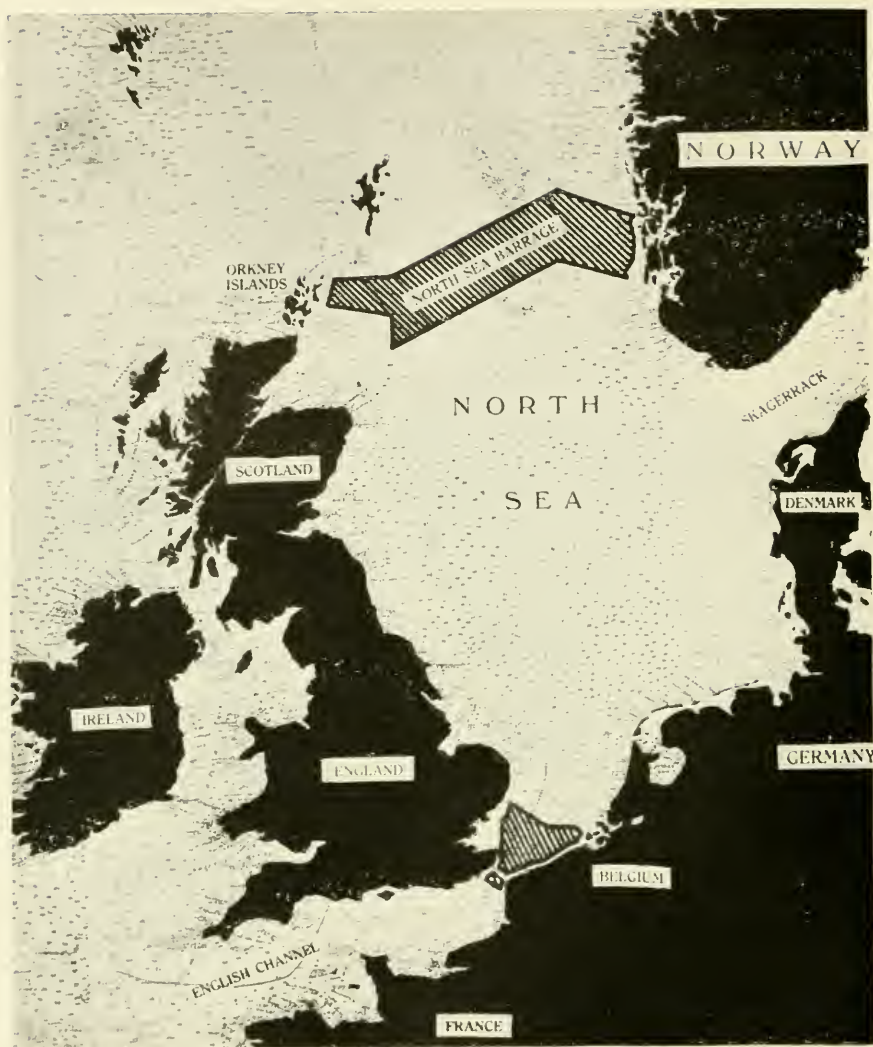 NORWAY
ORKNEY
ISLANDS
NORTH SEA BARRAGE
NORTH
SKAGERRACK
SCOTLAND
SEA
DENMARK
IRELAND
ENGLAND
GERMANY
BELGIUM
ENGLISH CHANNEL
FRANCE